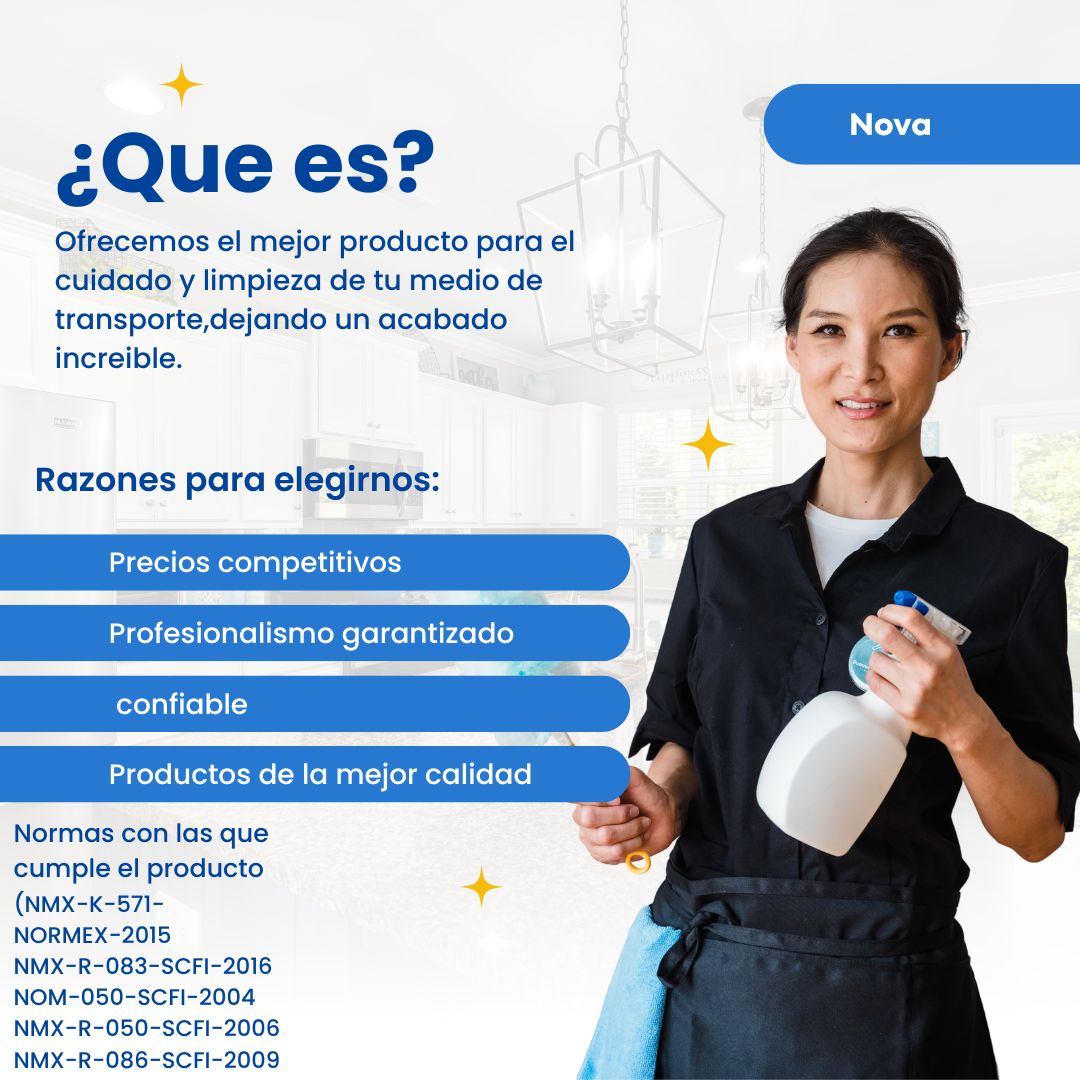 Nova
¿Que es?
Ofrecemos el mejor producto para el
cuidado y limpieza de tu medio de
transporte,dejando un acabado
increible.
Razones para elegirnos:
Precios competitivos
Profesionalismo garantizado
confiable
Productos de la mejor calidad
Normas con las que
cumple el producto
(NMX-K-571-
NORMEX-2015
NMX-R-083-SCFI-2016
NOM-050-SCFI-2004
NMX-R-050-SCFI-2006
NMX-R-086-SCFI-2009